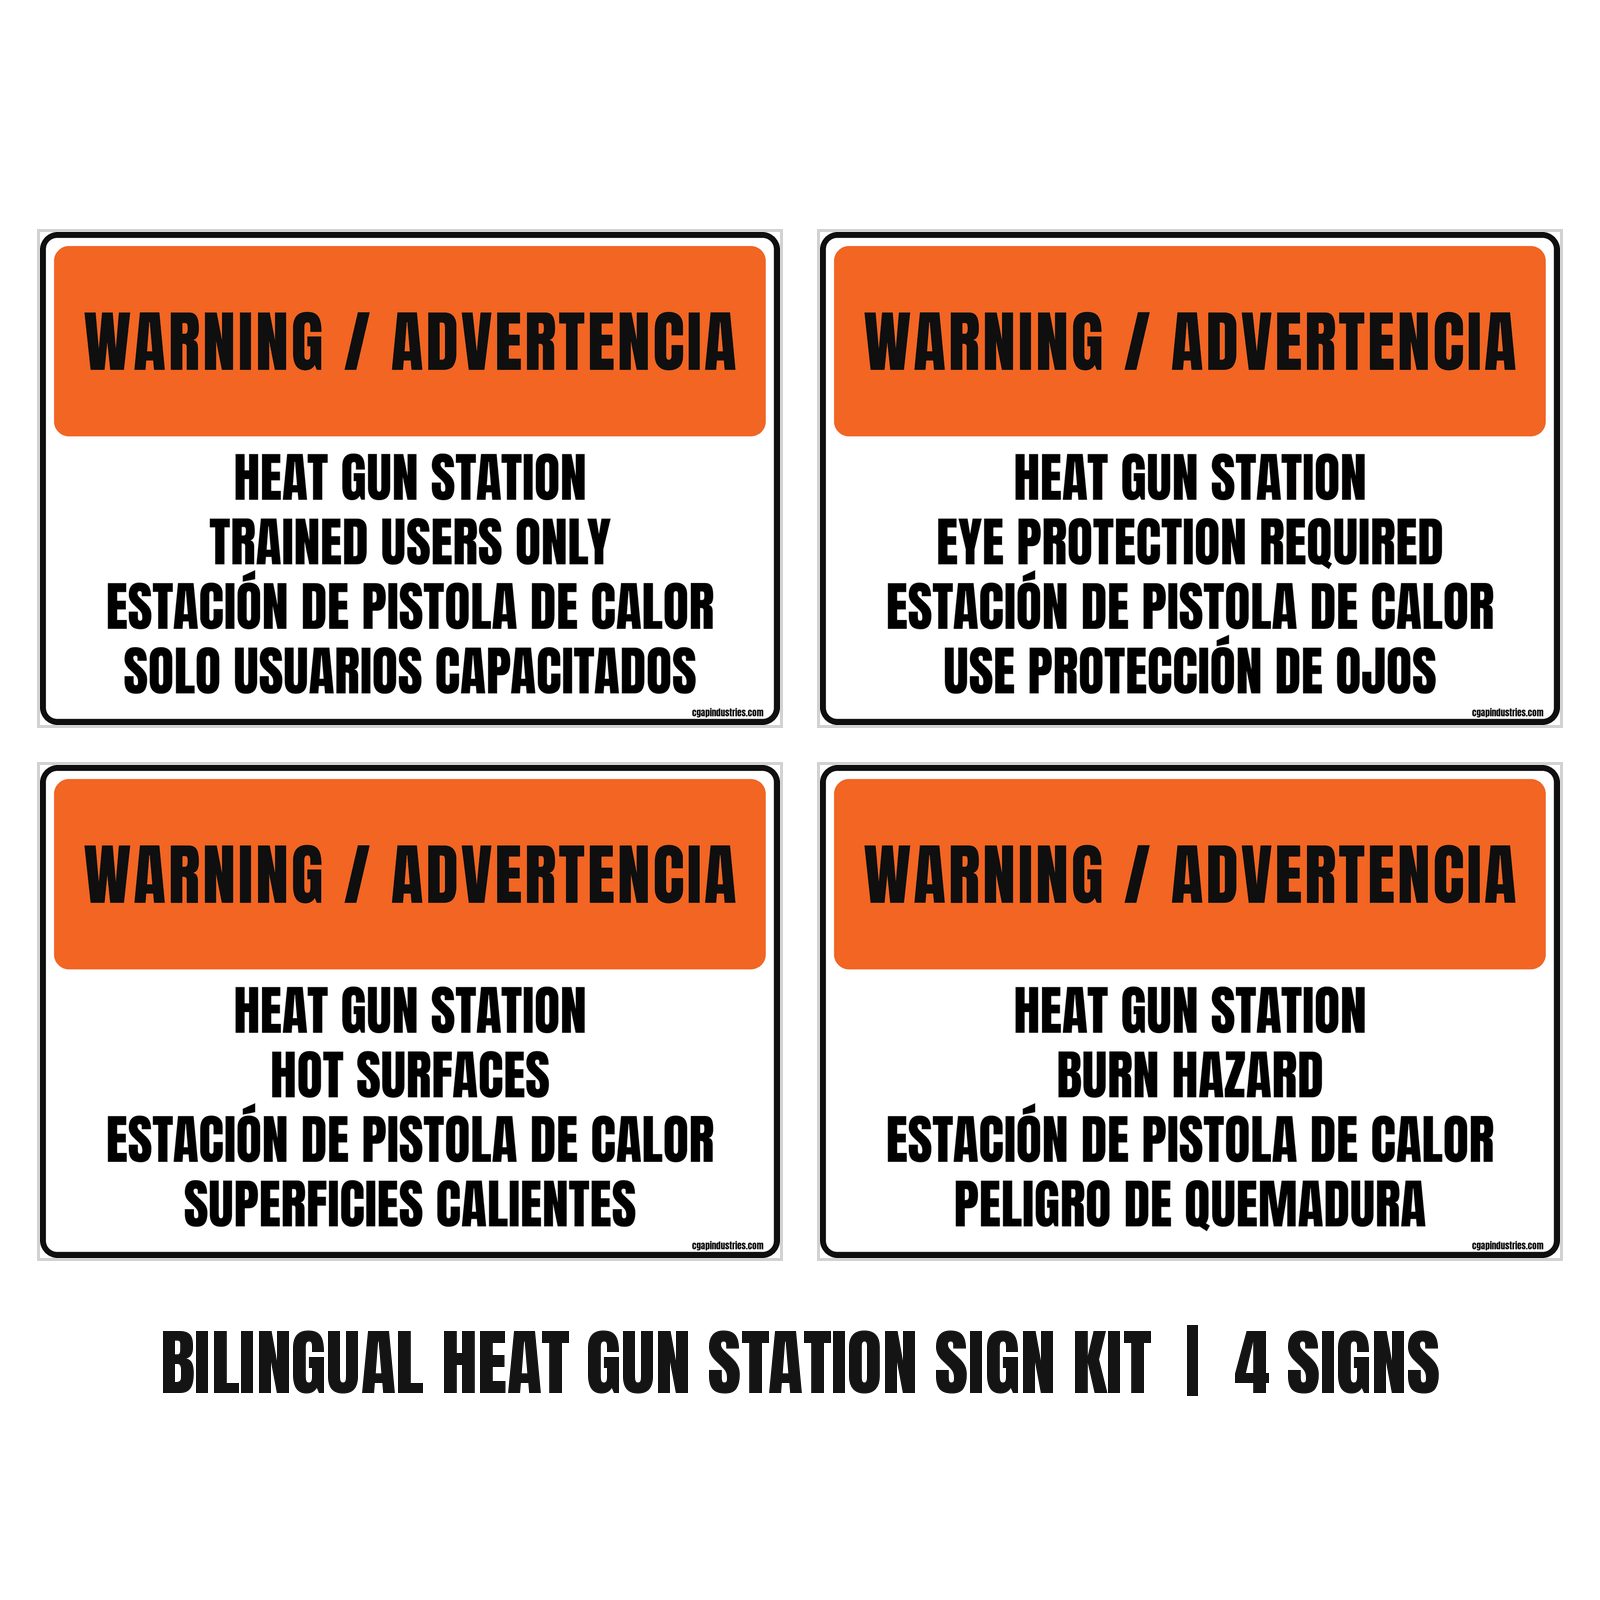 WARNING / ADVERTENCIA
HEAT GUN STATION
TRAINED USERS ONLY
ESTACIÓN DE PISTOLA DE CALOR
SOLO USUARIOS CAPACITADOS
cgapindustries.com
WARNING / ADVERTENCIA
HEAT GUN STATION
EYE PROTECTION REQUIRED
ESTACIÓN DE PISTOLA DE CALOR
USE PROTECCIÓN DE OJOS
cgapindustries.com
WARNING / ADVERTENCIA
HEAT GUN STATION
HOT SURFACES
ESTACIÓN DE PISTOLA DE CALOR
SUPERFICIES CALIENTES
cgapindustries.com
WARNING / ADVERTENCIA
HEAT GUN STATION
BURN HAZARD
ESTACIÓN DE PISTOLA DE CALOR
PELIGRO DE QUEMADURA
cgapindustries.com
BILINGUAL HEAT GUN STATION SIGN KIT | 4 SIGNS